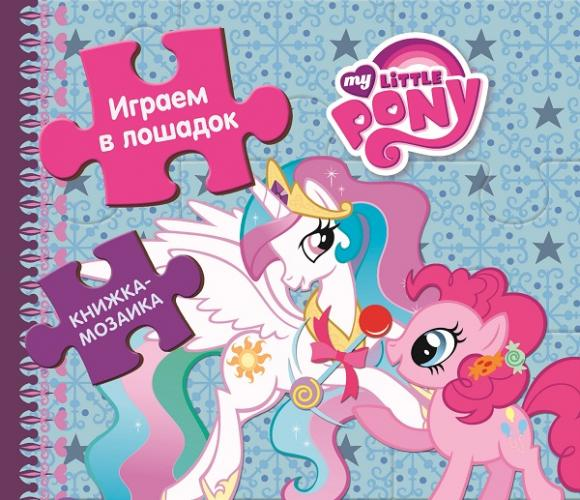 Играем
в лошадок
my LITTLE
PONY
КНИЖКА-
МОЗАИКА